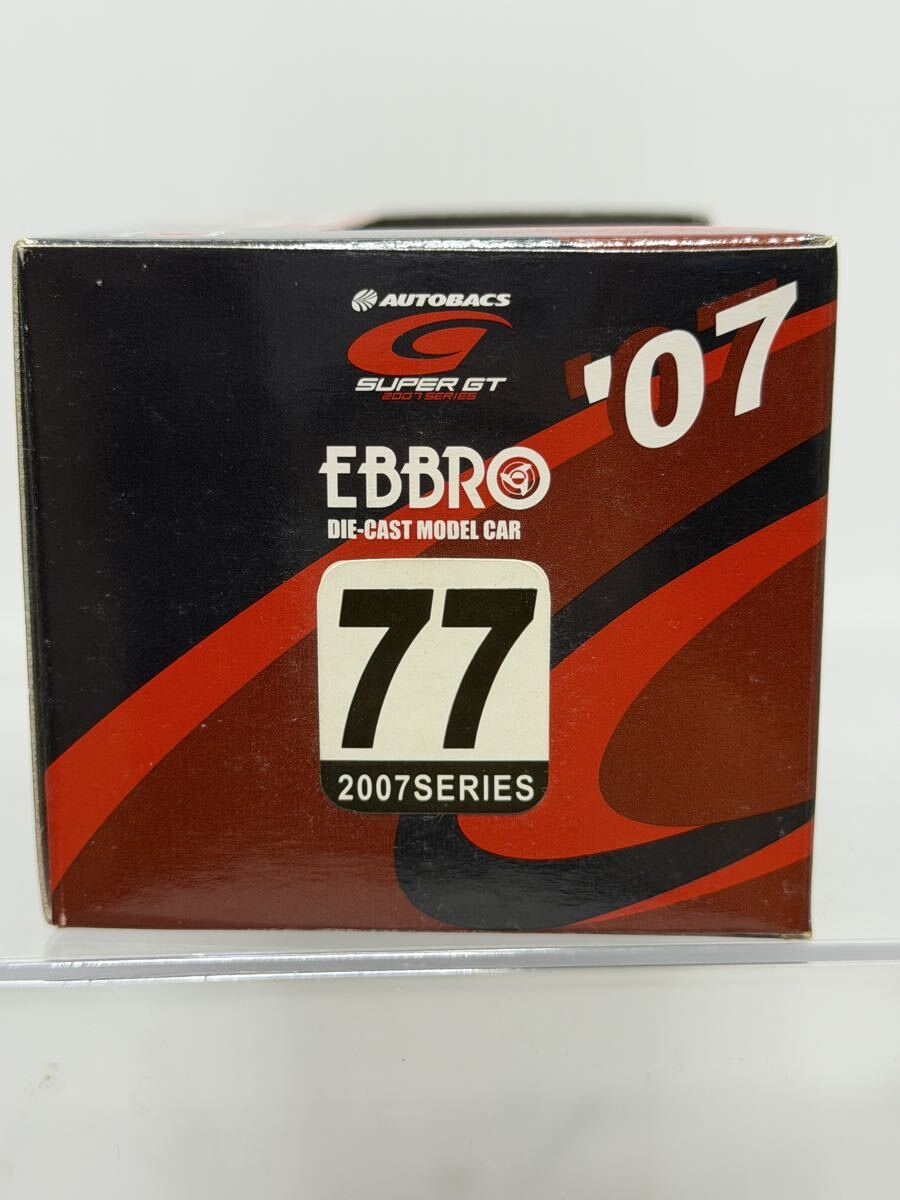 AUTOBACS
SUPER GT
2007 SERIES
'07
EBBRO
DIE-CAST MODEL CAR
77
2007SERIES